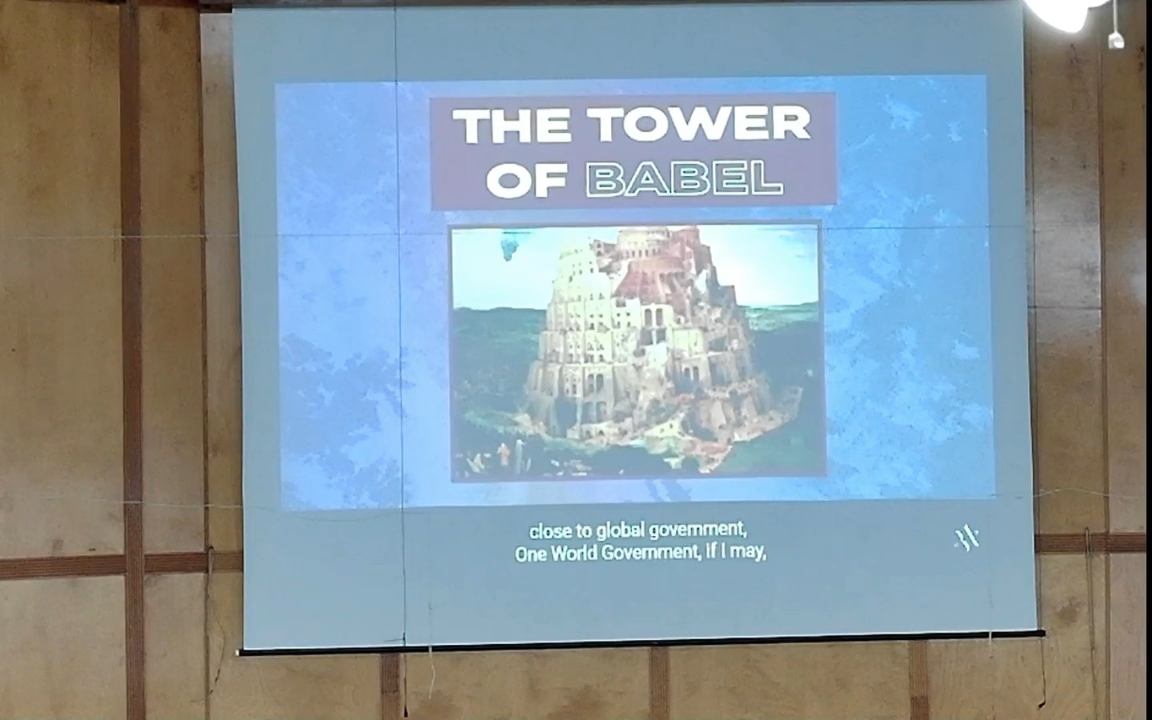 THE TOWER
OF BABEL
close to global government,
One World Government, if I may,